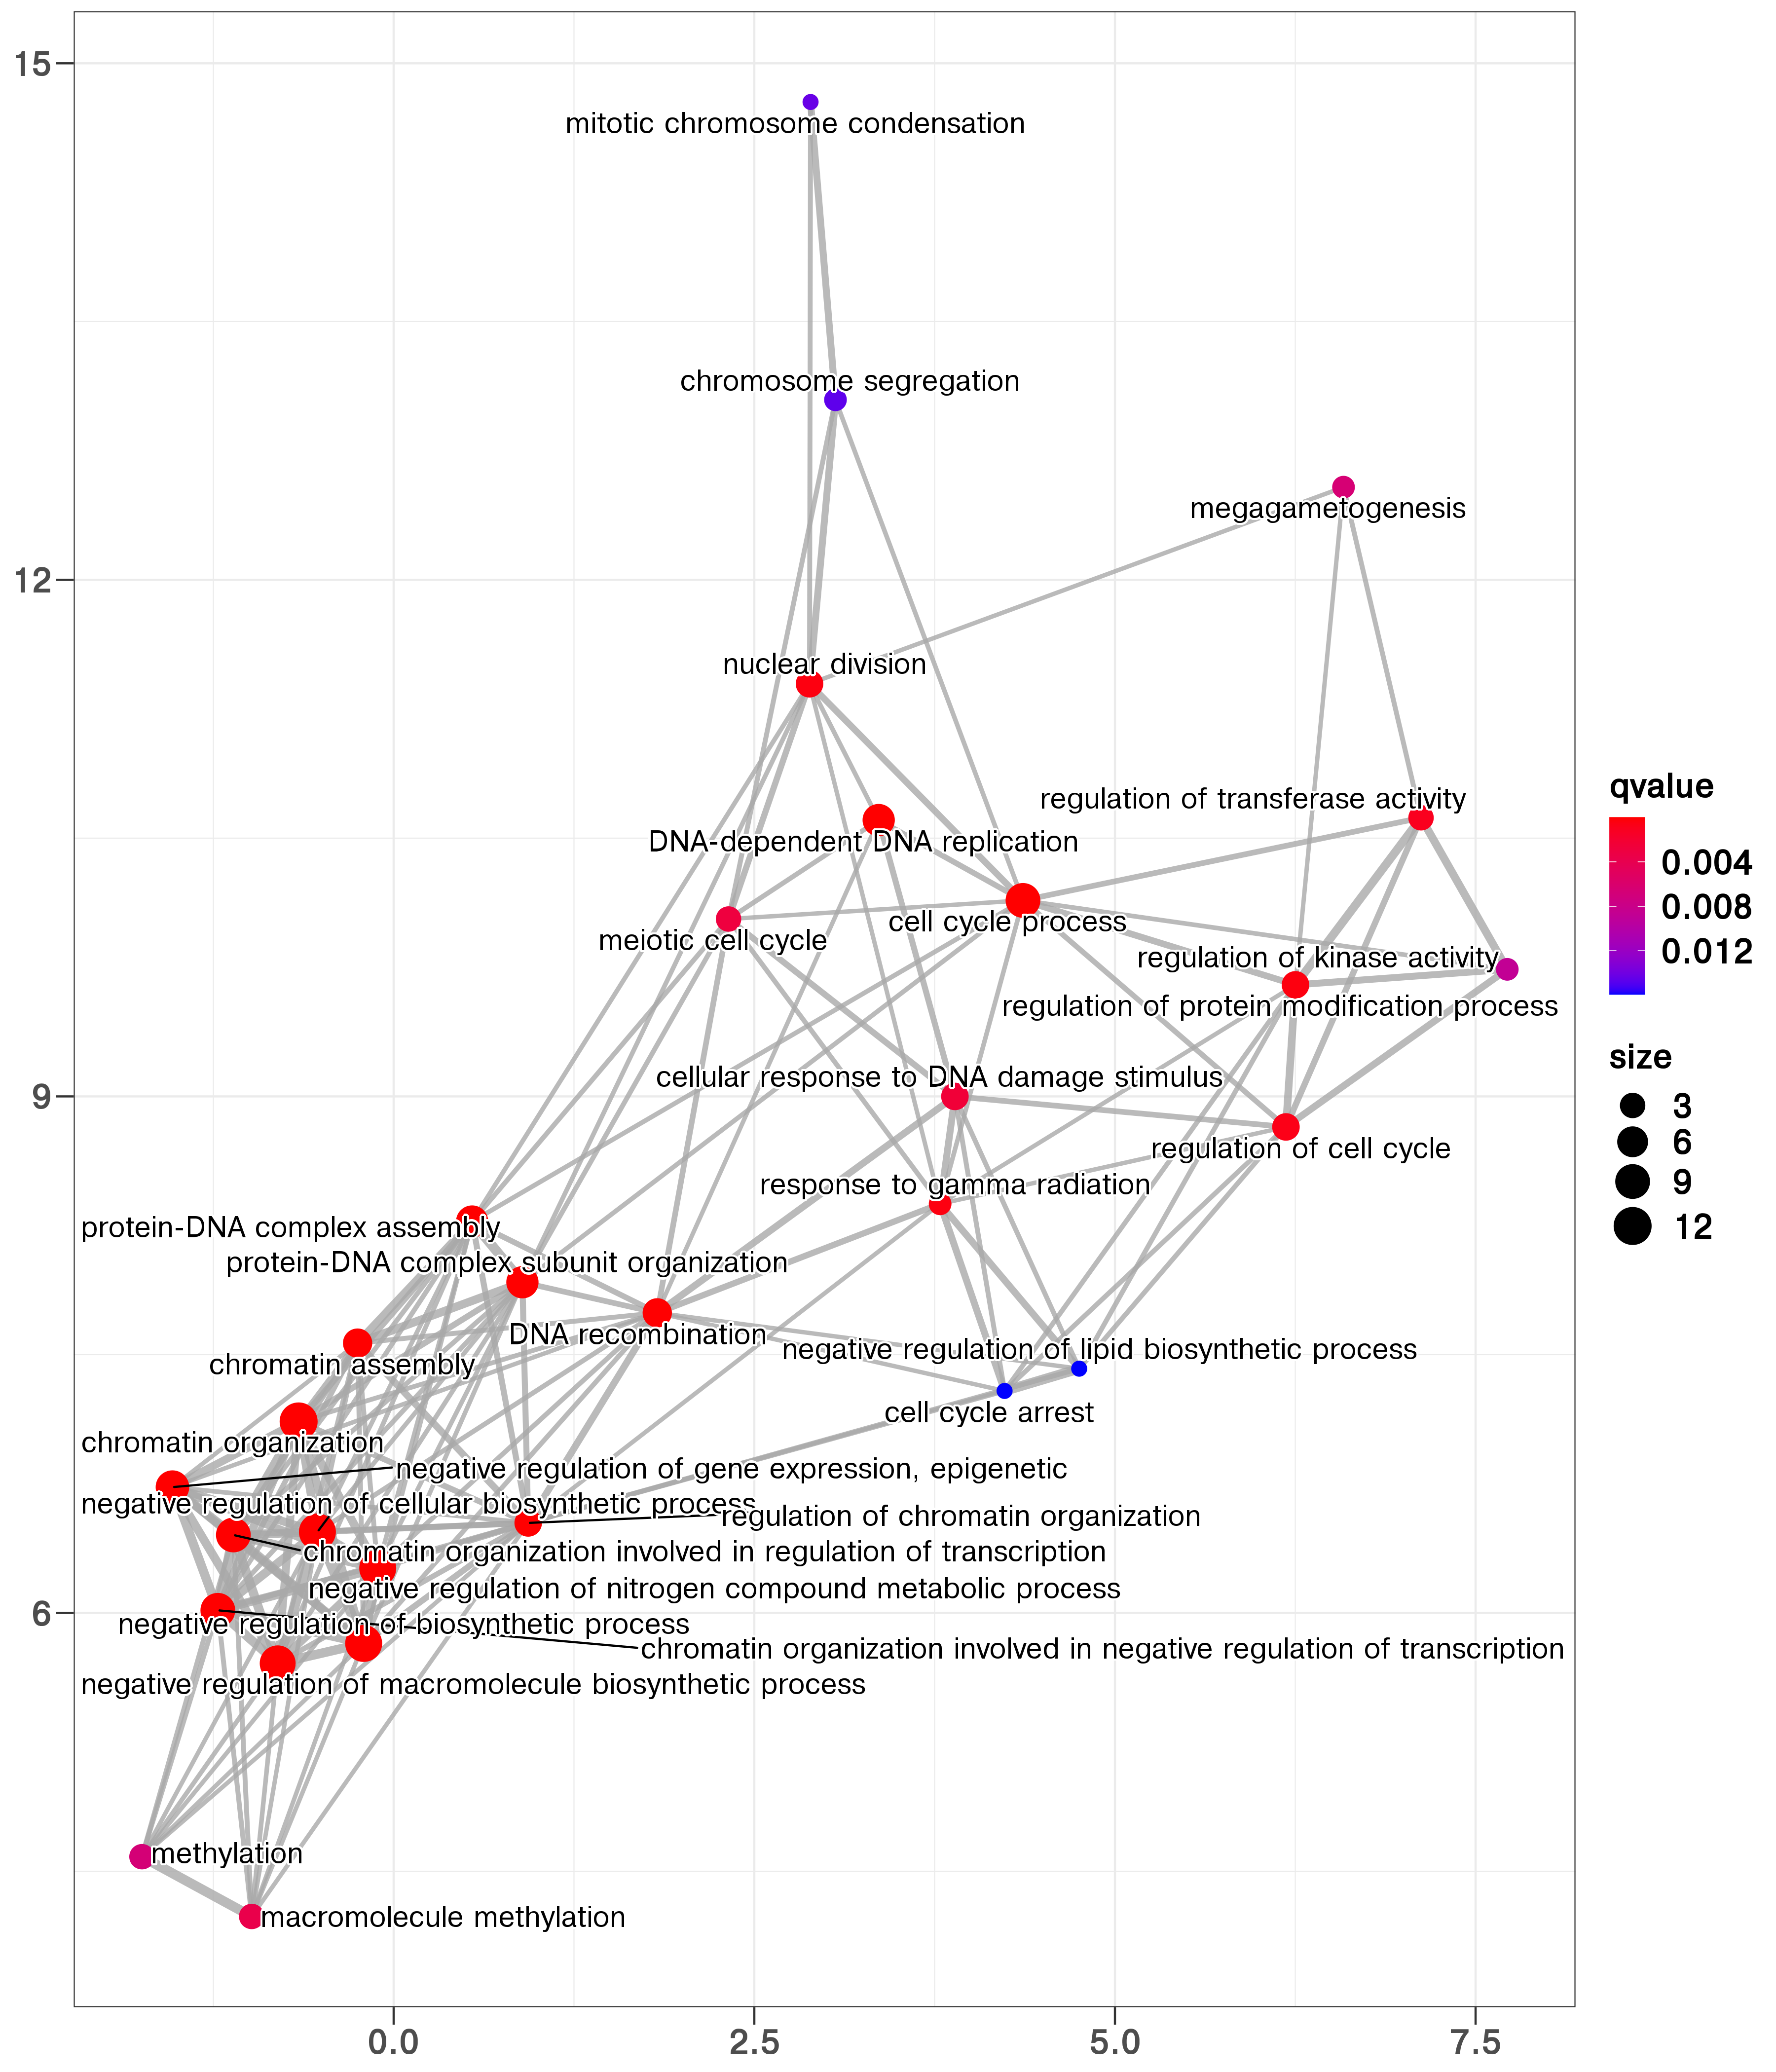 15
mitotic chromosome condensation
chromosome segregation
megagametogenesis
12
nuclear division
regulation of transferase activity
DNA-dependent DNA replication
cell cycle process
meiotic cell cycle
regulation of kinase activity
regulation of protein modification process
cellular response to DNA damage stimulus
9
regulation of cell cycle
response to gamma radiation
protein-DNA complex assembly
protein-DNA complex subunit organization
DNA recombination
negative regulation of lipid biosynthetic process
chromatin assembly
cell cycle arrest
chromatin organization
negative regulation of gene expression, epigenetic
negative regulation of cellular biosynthetic process
regulation of chromatin organization
chromatin organization involved in regulation of transcription
negative regulation of nitrogen compound metabolic process
6
negative regulation of biosynthetic process
chromatin organization involved in negative regulation of transcription
negative regulation of macromolecule biosynthetic process
methylation
macromolecule methylation
0.0
2.5
5.0
7.5
qvalue
0.004
0.008
0.012
size
3
6
9
12